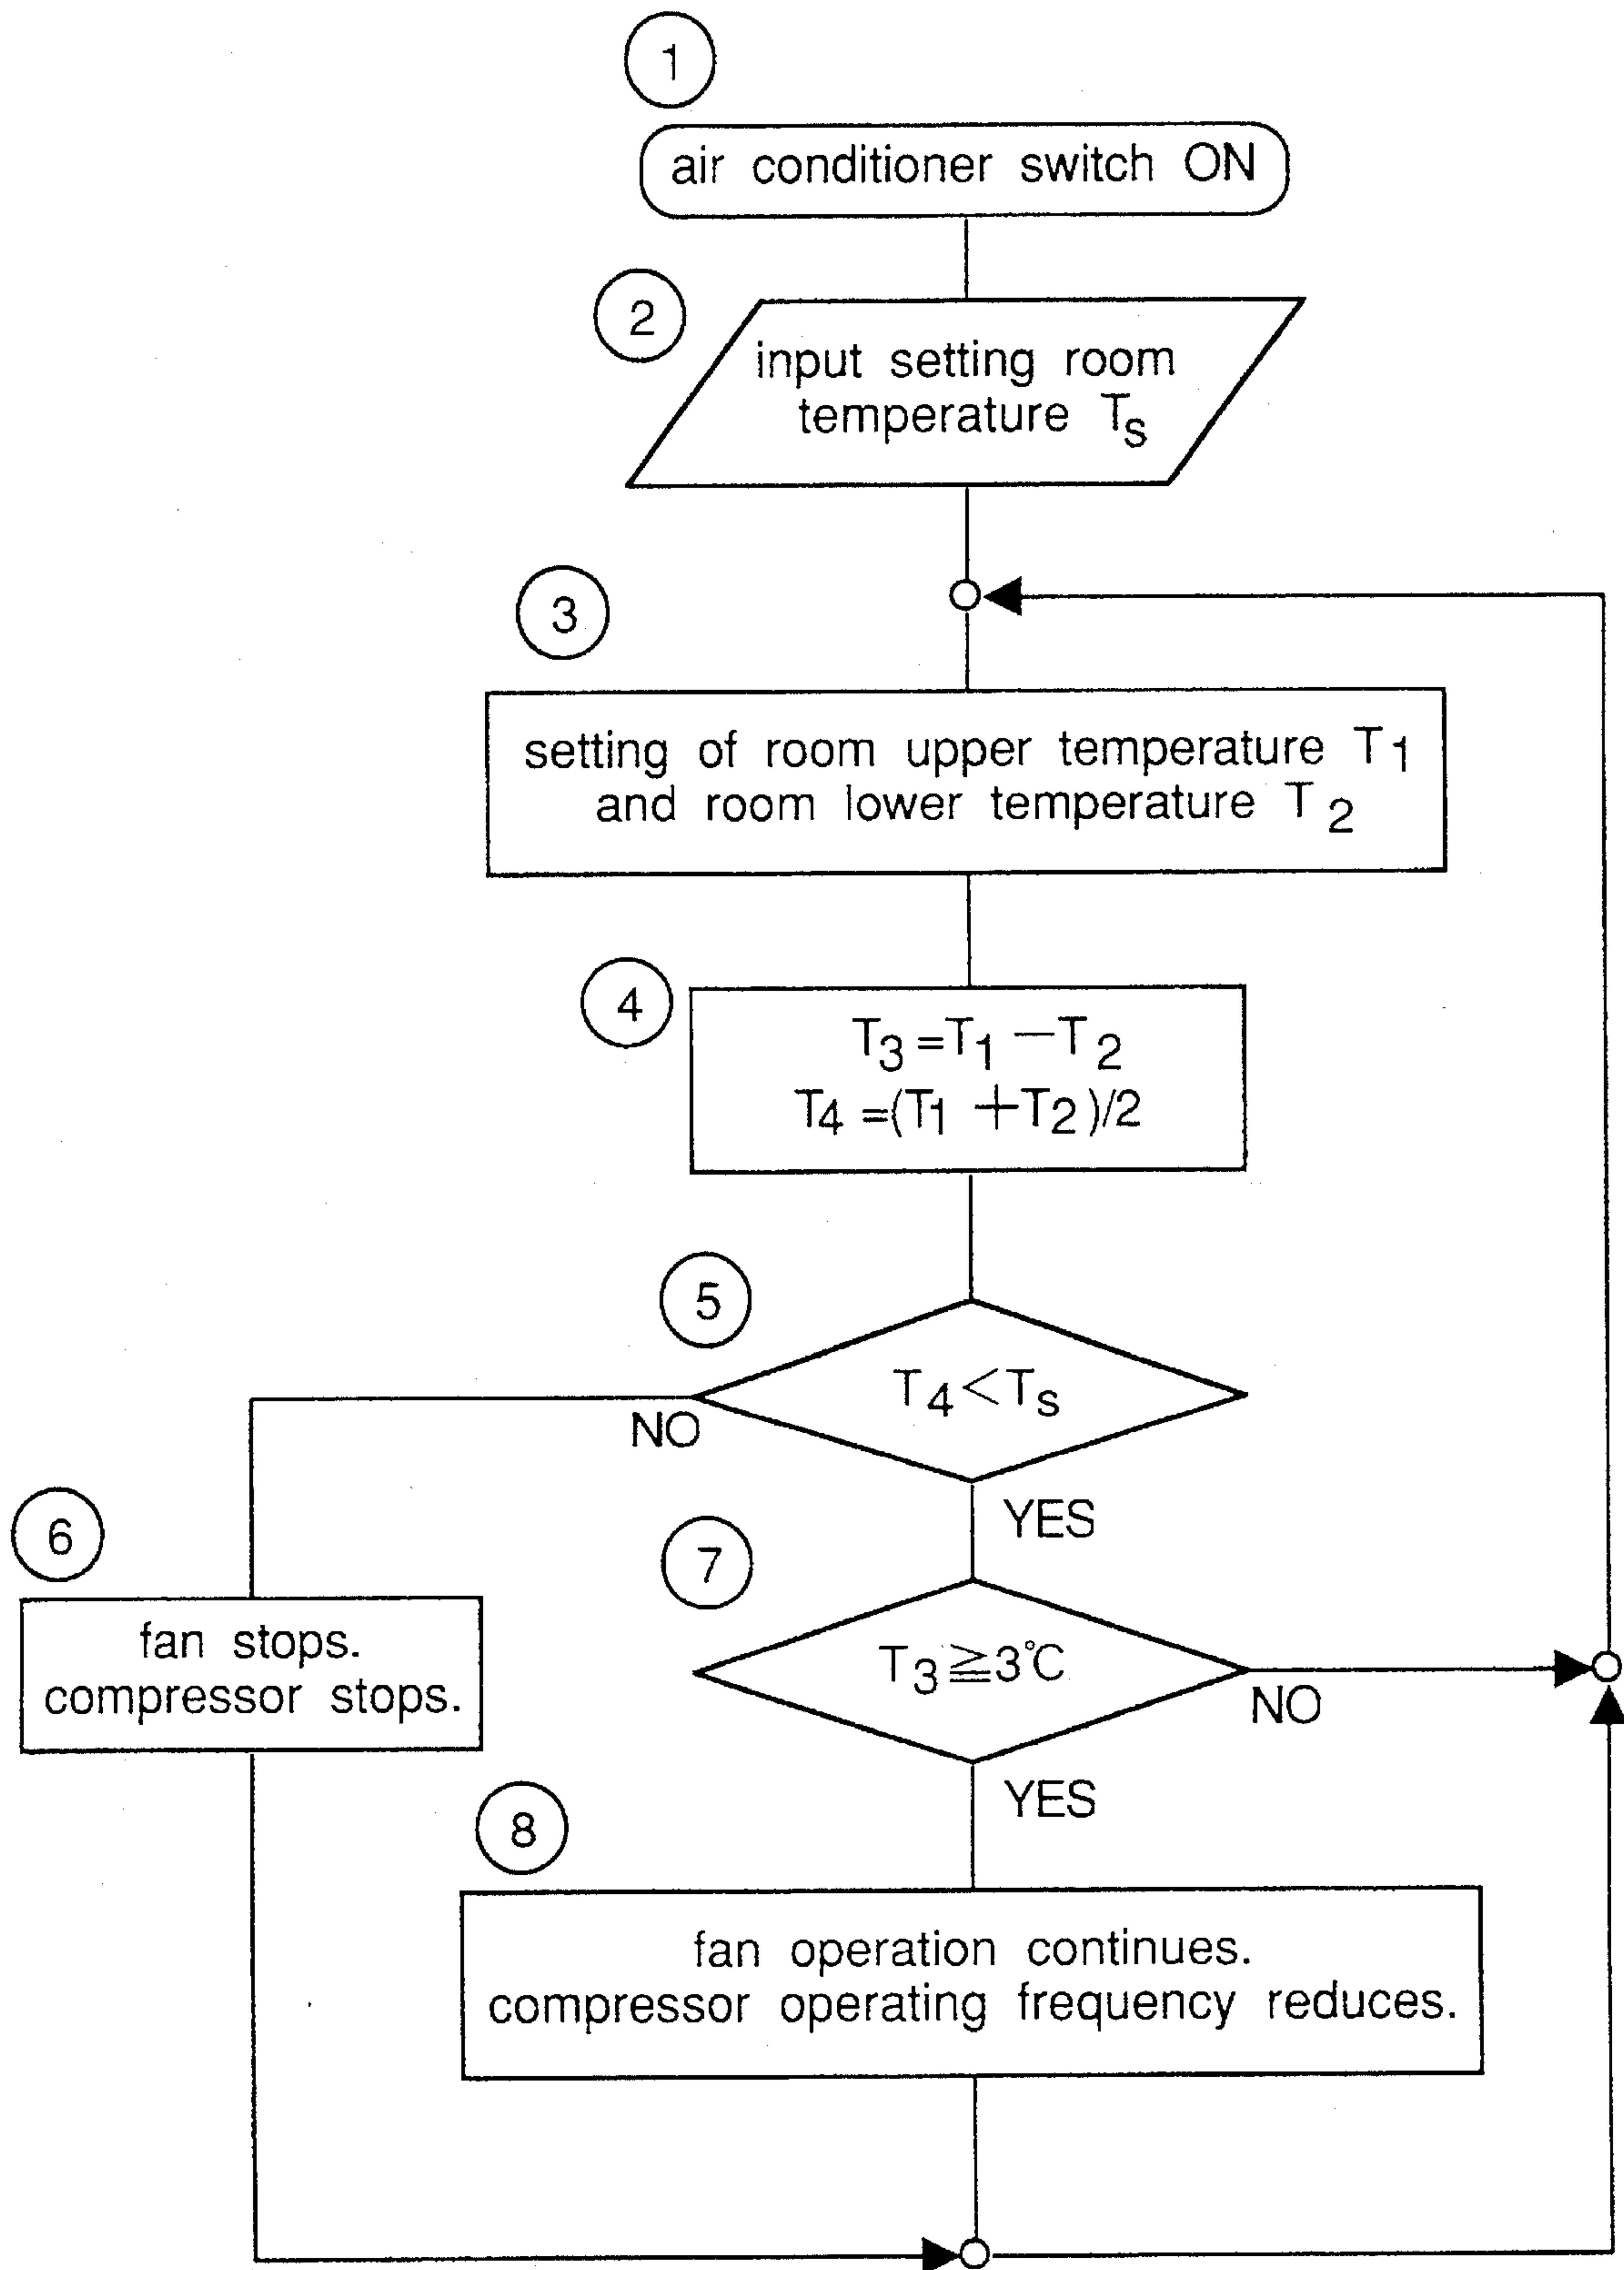 1
air conditioner switch ON
2
input setting room
temperature Ts
3
setting of room upper temperature T1
and room lower temperature T2
4
T3=T1−T2
T4=(T1+T2)/2
5
T4<Ts
NO
YES
6
fan stops.
compressor stops.
7
T3≧3℃
NO
YES
8
fan operation continues.
compressor operating frequency reduces.